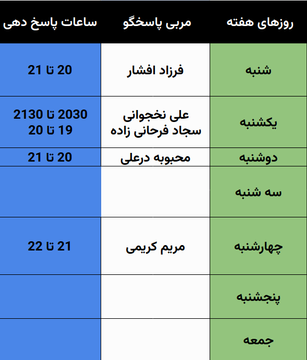 روزهای هفته مربی پاسخگو ساعات پاسخ دهی
شنبه فرزاد افشار 20 تا 21
یکشنبه علی نخجوانی 2030 تا 2130
سجاد فرحانی زاده 19 تا 20
دوشنبه محبوبه درعلی 20 تا 21
سه شنبه
چهارشنبه مریم کریمی 21 تا 22
پنجشنبه
جمعه